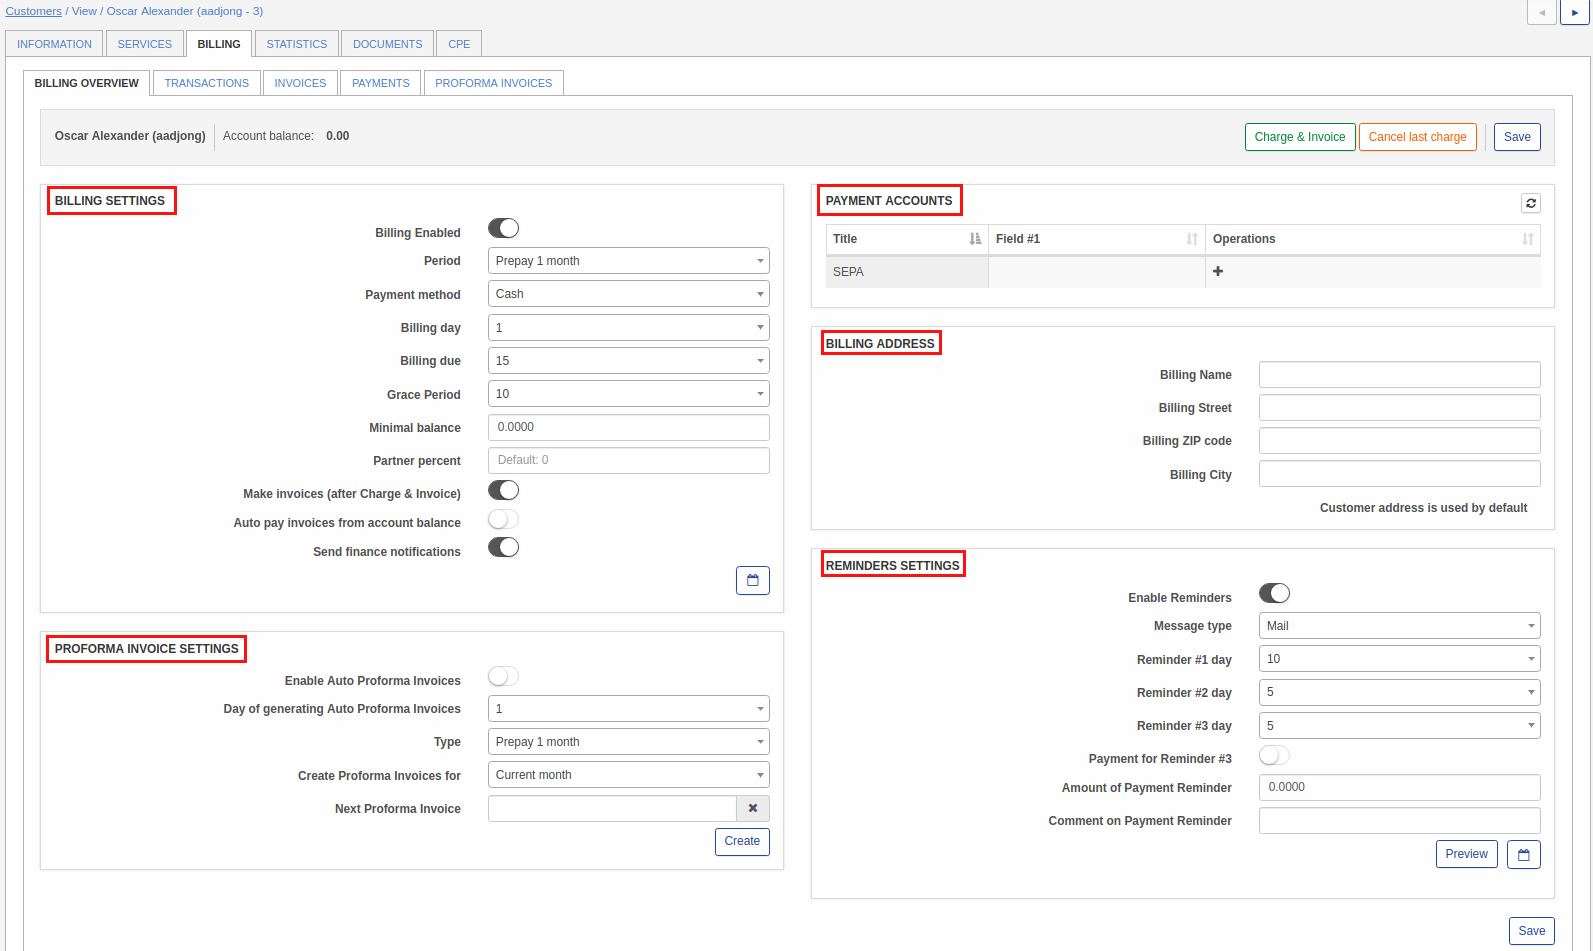 Customers / View / Oscar Alexander (aadjong - 3)
INFORMATION SERVICES BILLING STATISTICS DOCUMENTS CPE
BILLING OVERVIEW TRANSACTIONS INVOICES PAYMENTS PROFORMA INVOICES
Oscar Alexander (aadjong) Account balance: 0.00 Charge & Invoice Cancel last charge Save
BILLING SETTINGS
Billing Enabled
Period Prepay 1 month
Payment method Cash
Billing day 1
Billing due 15
Grace Period 10
Minimal balance 0.0000
Partner percent Default: 0
Make invoices (after Charge & Invoice)
Auto pay invoices from account balance
Send finance notifications
PROFORMA INVOICE SETTINGS
Enable Auto Proforma Invoices
Day of generating Auto Proforma Invoices 1
Type Prepay 1 month
Create Proforma Invoices for Current month
Next Proforma Invoice
Create
PAYMENT ACCOUNTS
Title Field #1 Operations
SEPA
BILLING ADDRESS
Billing Name
Billing Street
Billing ZIP code
Billing City
Customer address is used by default
REMINDERS SETTINGS
Enable Reminders
Message type Mail
Reminder #1 day 10
Reminder #2 day 5
Reminder #3 day 5
Payment for Reminder #3
Amount of Payment Reminder 0.0000
Comment on Payment Reminder
Preview
Save